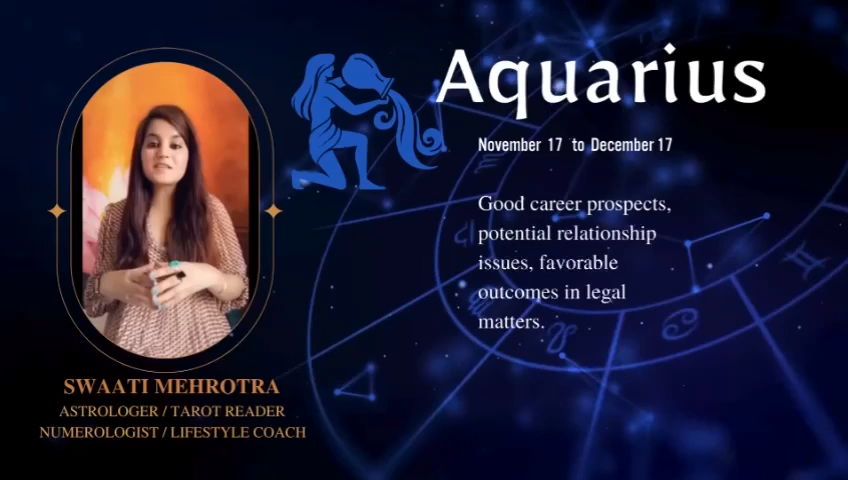 Aquarius
November 17 to December 17
Good career prospects,
potential relationship
issues, favorable
outcomes in legal
matters.
SWAATI MEHROTRA
ASTROLOGER / TAROT READER
NUMEROLOGIST / LIFESTYLE COACH